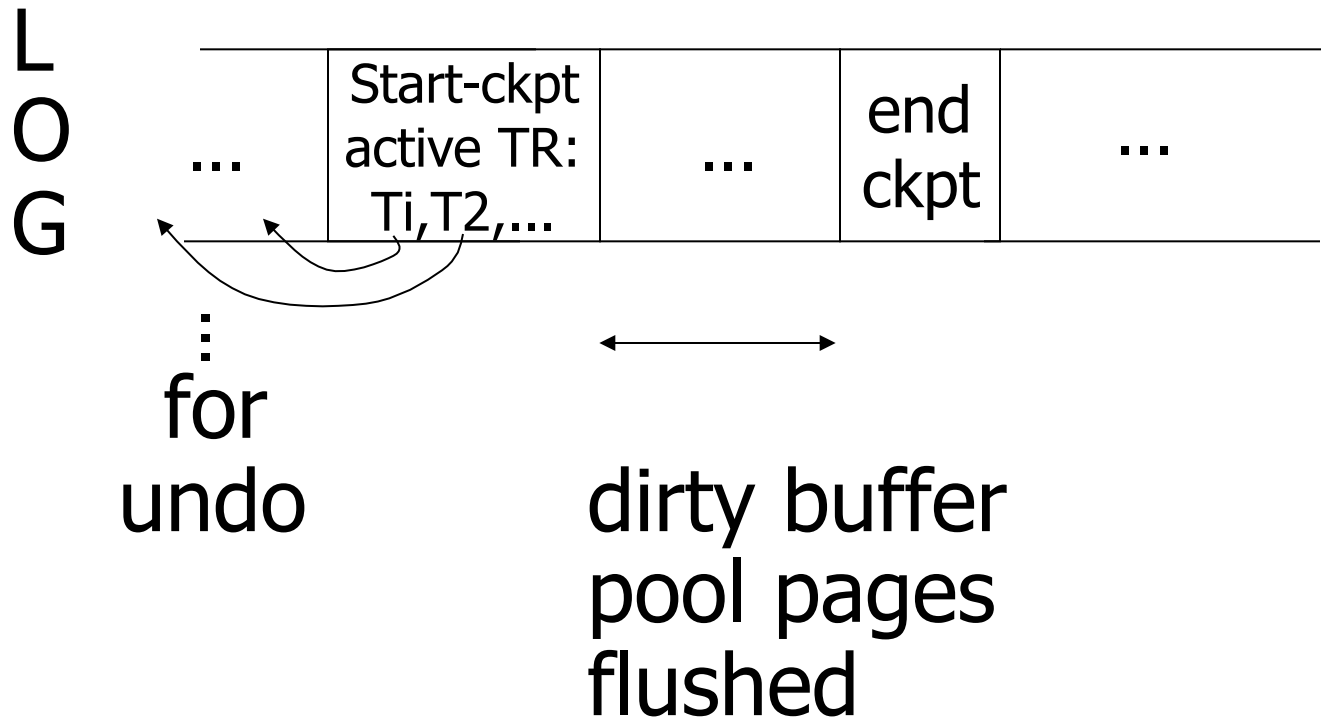 L
O
G
...
Start-ckpt
active TR:
Ti,T2,...
...
end
ckpt
...
...
for
undo
dirty buffer
pool pages
flushed